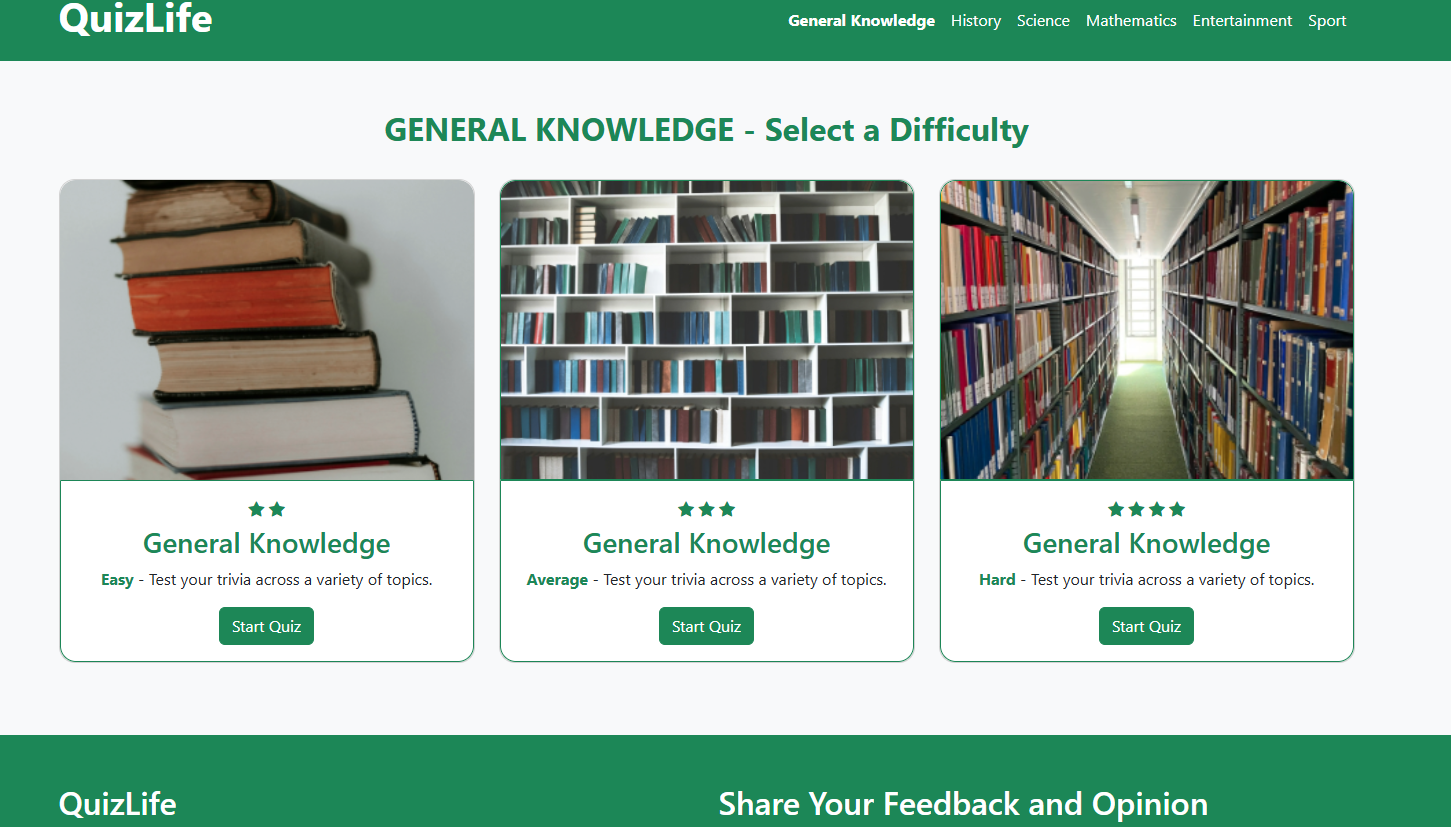 QuizLife
General Knowledge History Science Mathematics Entertainment Sport
GENERAL KNOWLEDGE - Select a Difficulty
General Knowledge
Easy - Test your trivia across a variety of topics.
Start Quiz
General Knowledge
Average - Test your trivia across a variety of topics.
Start Quiz
General Knowledge
Hard - Test your trivia across a variety of topics.
Start Quiz
QuizLife
Share Your Feedback and Opinion